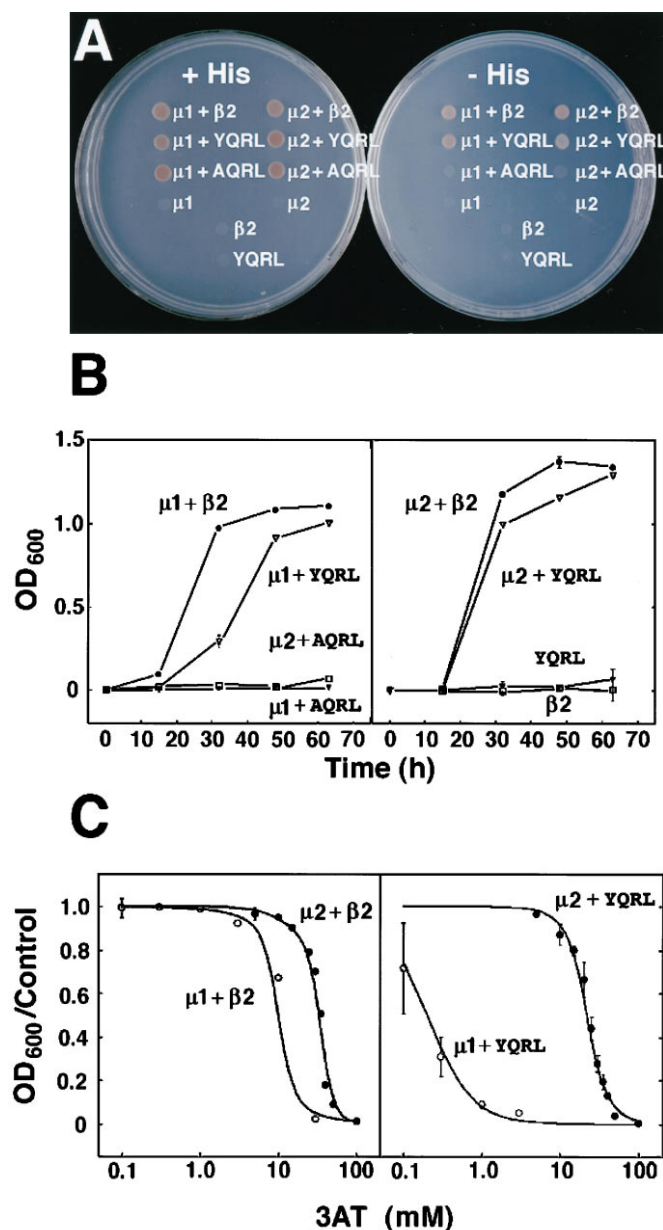 A
+ His
- His
μ1 + β2
μ2 + β2
μ1 + YQRL
μ2 + YQRL
μ1 + AQRL
μ2 + AQRL
μ1
μ2
β2
YQRL
μ1 + β2
μ2 + β2
μ1 + YQRL
μ2 + YQRL
μ1 + AQRL
μ2 + AQRL
μ1
μ2
β2
YQRL
B
OD600
1.5
1.0
0.5
0
μ1 + β2
μ1 + YQRL
μ2 + AQRL
μ1 + AQRL
μ2 + β2
μ2 + YQRL
YQRL
β2
0 10 20 30 40 50 60 70
0 10 20 30 40 50 60 70
Time (h)
C
OD600/Control
1.0
0.8
0.6
0.4
0.2
0
μ2 + β2
μ1 + β2
μ2 + YQRL
μ1 + YQRL
0.1 1.0 10 100
0.1 1.0 10 100
3AT (mM)